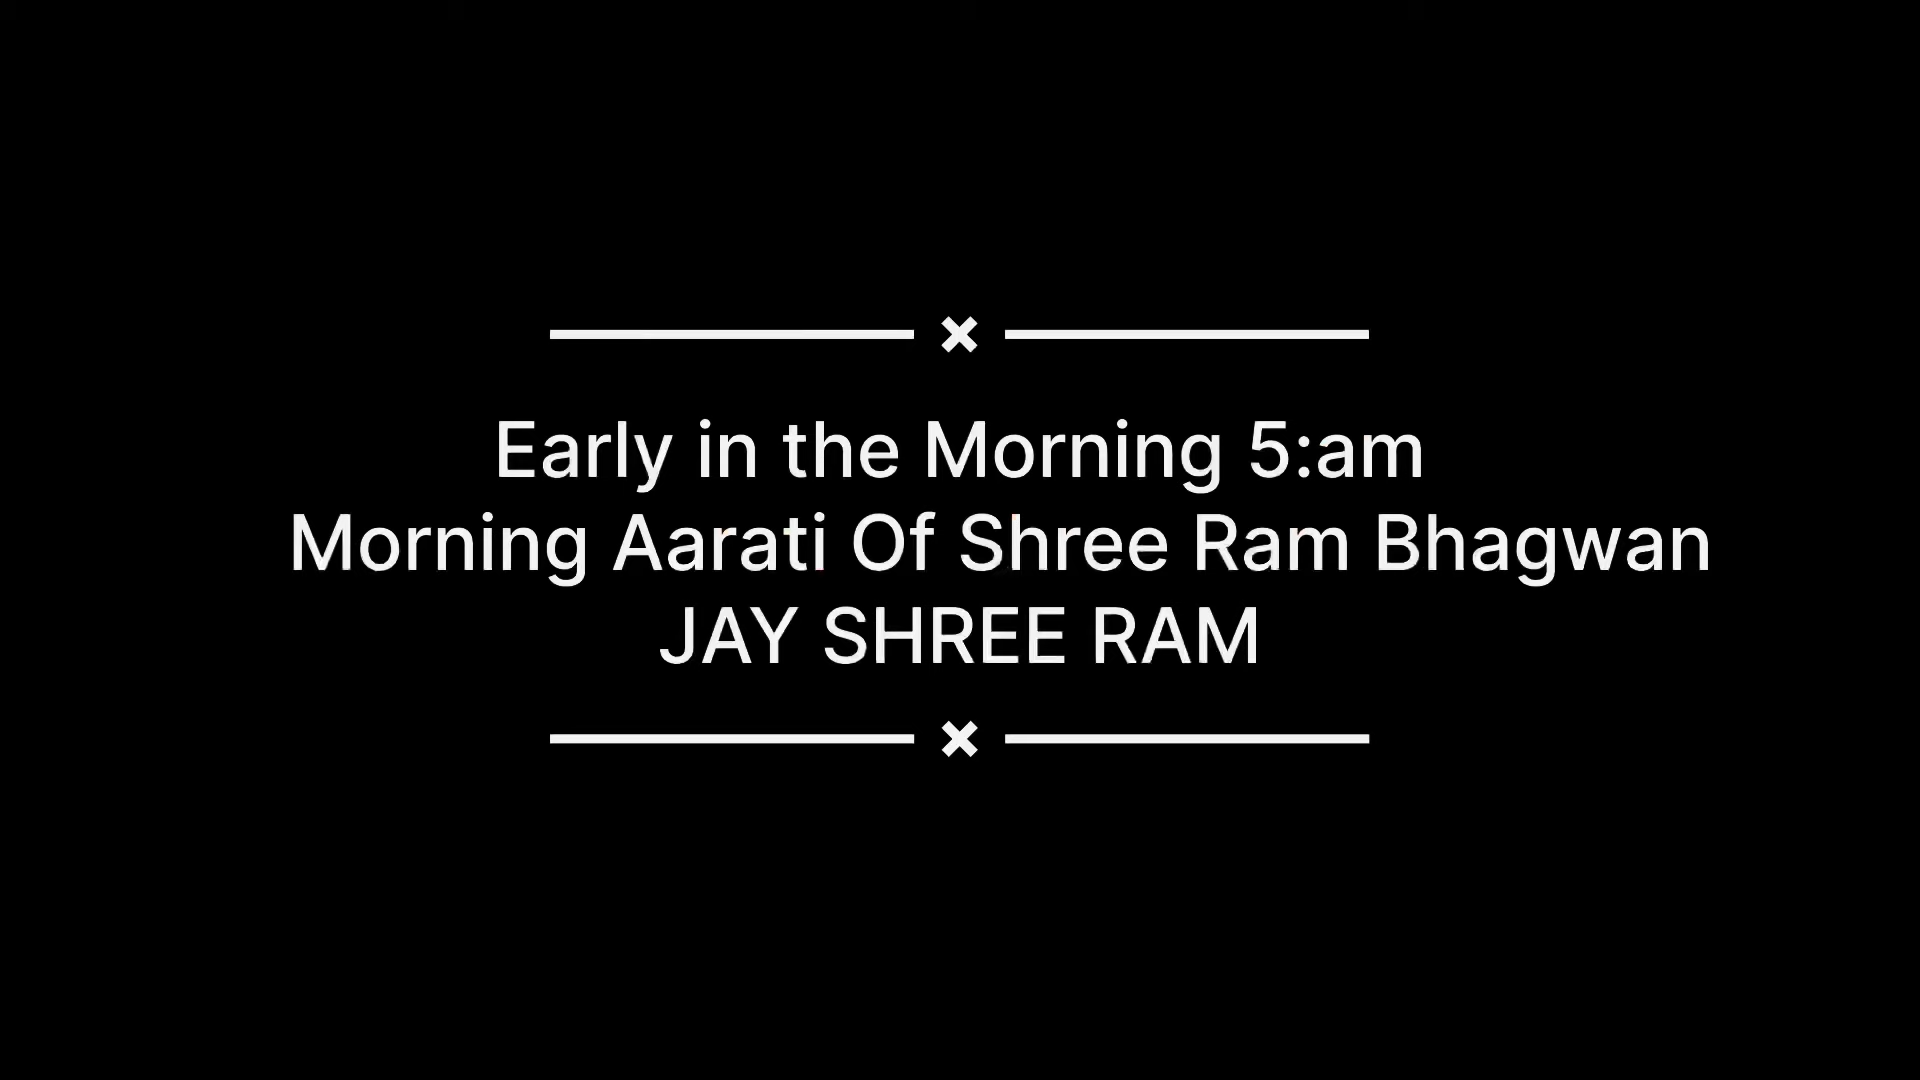 Early in the Morning 5:am
Morning Aarati Of Shree Ram Bhagwan
JAY SHREE RAM